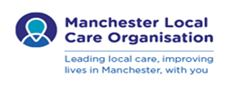 Manchester Local
Care Organisation
Leading local care, improving
lives in Manchester, with you